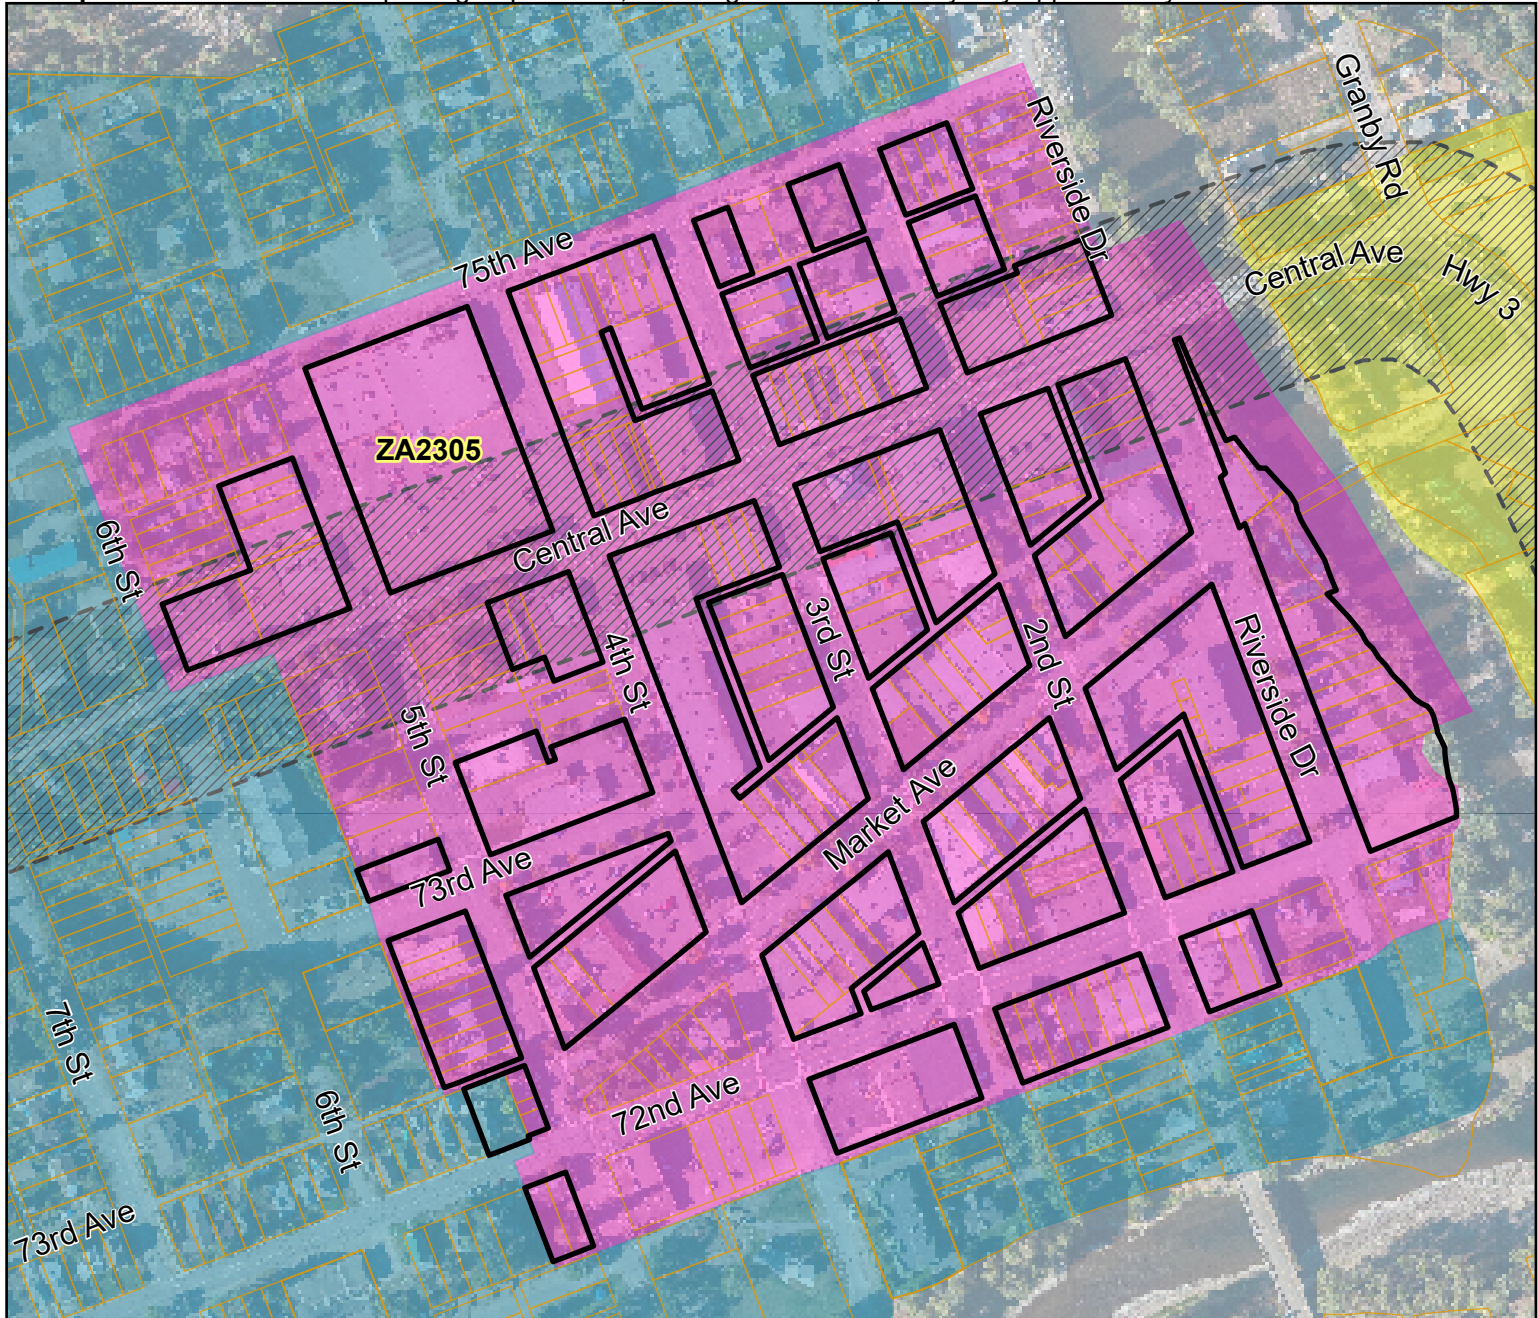 Granby Rd
Riverside Dr
75th Ave
Central Ave
Hwy 3
ZA2305
6th St
Central Ave
4th St
3rd St
2nd St
Riverside Dr
5th St
Market Ave
73rd Ave
7th St
6th St
72nd Ave
73rd Ave